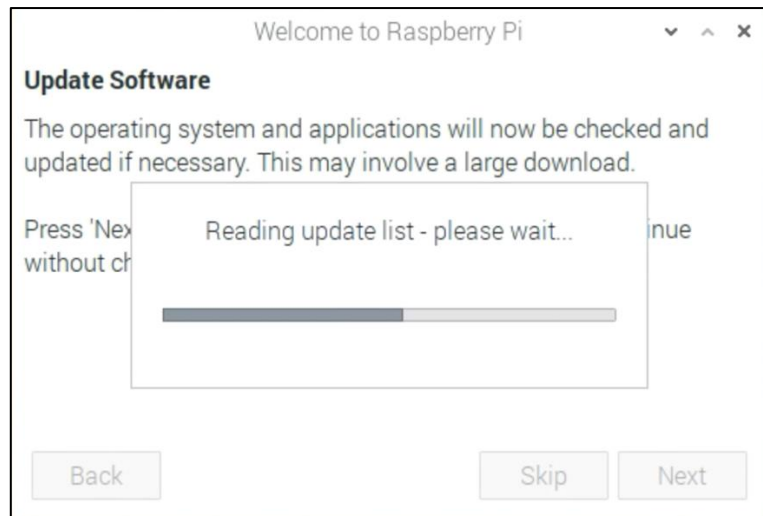 Welcome to Raspberry Pi
Update Software
The operating system and applications will now be checked and
updated if necessary. This may involve a large download.
Press 'Nex
Reading update list - please wait...
inue
without ch
Back
Skip
Next